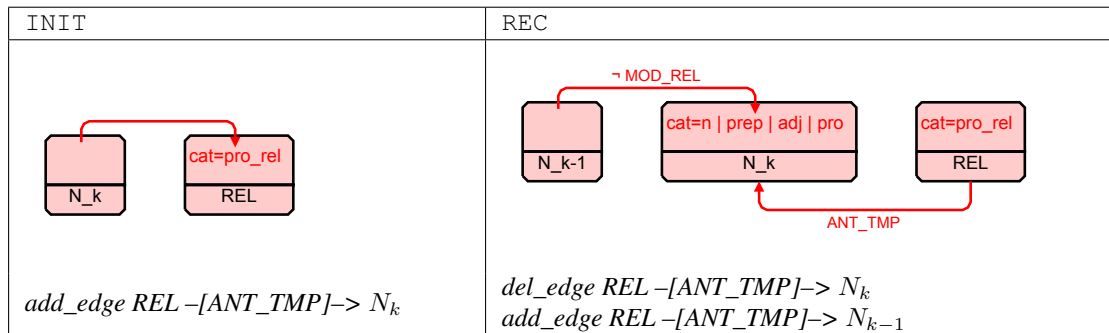 INIT
REC
cat=pro_rel
N_k
REL
¬ MOD_REL
cat=n | prep | adj | pro
cat=pro_rel
N_k-1
N_k
REL
ANT_TMP
add_edge REL –[ANT_TMP]–> N_k
del_edge REL –[ANT_TMP]–> N_k
add_edge REL –[ANT_TMP]–> N_{k−1}